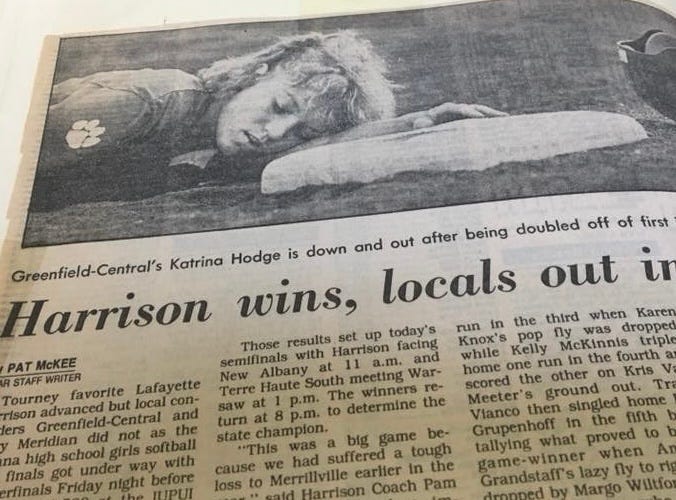 Greenfield-Central's Katrina Hodge is down and out after being doubled off of first
Harrison wins, locals out in
PAT McKEE
STAR STAFF WRITER
Tourney favorite Lafayette
Harrison advanced but local con-
Greenfield-Central and
Meridian did not as the
high school girls softball
finals got under way with
Friday night before
at the IUPUI
Those results set up today's
semifinals with Harrison facing
New Albany at 11 a.m. and
Terre Haute South meeting War-
saw at 1 p.m. The winners re-
turn at 8 p.m. to determine the
state champion.
"This was a big game be-
cause we had suffered a tough
loss to Merrillville earlier in the
said Harrison Coach Pam
run in the third when Karen
Knox's pop fly was dropped
while Kelly McKinnis triple
home one run in the fourth a
scored the other on Kris Va
Meeter's ground out. Tra
Vianco then singled home
Grupenhoff in the fifth b
tallying what proved to b
game-winner when An
Grandstaff's lazy fly to rig
dropped by Margo Wiltfor